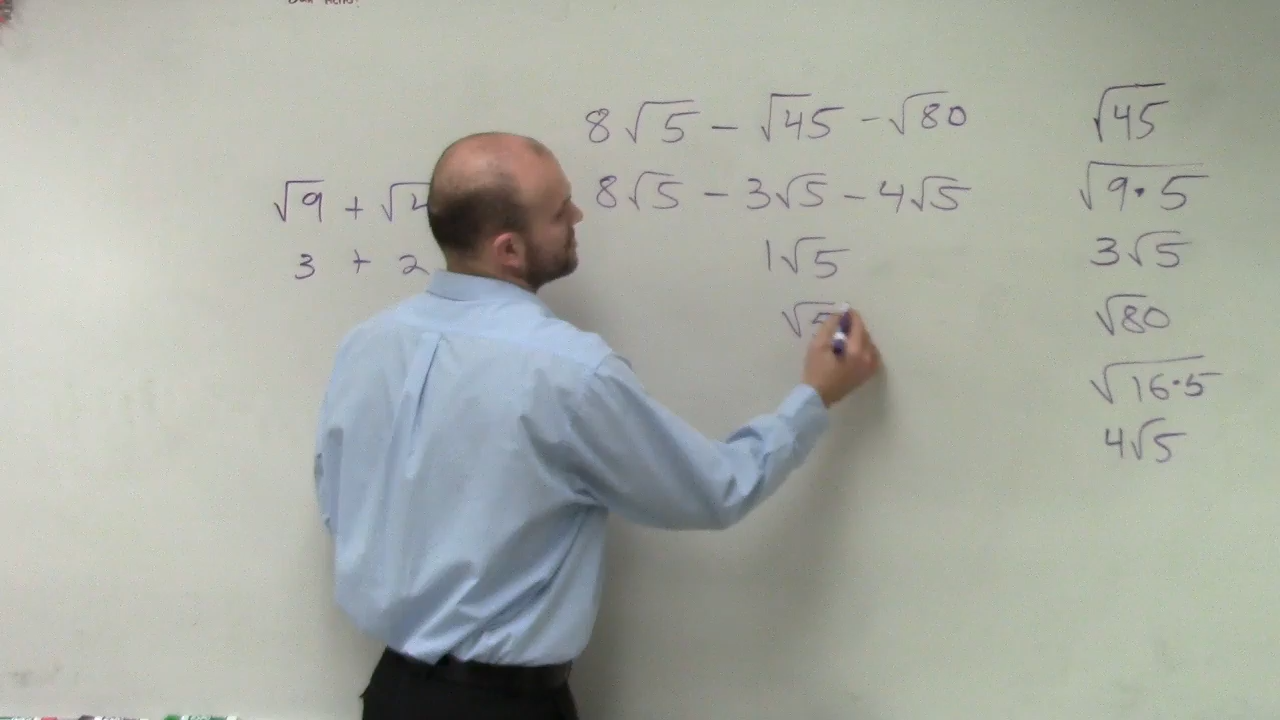 √9 + √4
3 + 2
8√5 - √45 - √80
8√5 - 3√5 - 4√5
1√5
√5
√45
√9·5
3√5
√80
√16·5
4√5